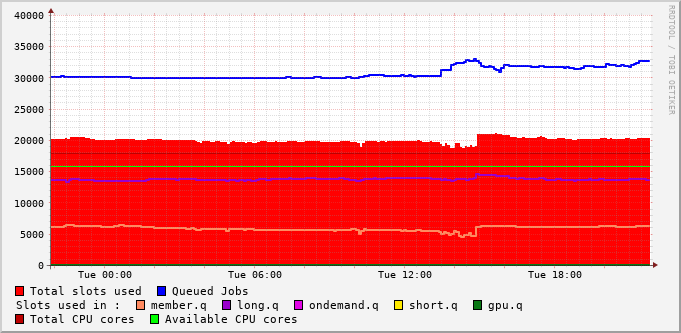 40000
35000
30000
25000
20000
15000
10000
5000
0
Tue 00:00 Tue 06:00 Tue 12:00 Tue 18:00
RRDTOOL / TOBI OETIKER
Total slots used Queued Jobs
Slots used in : member.q long.q ondemand.q short.q gpu.q
Total CPU cores Available CPU cores